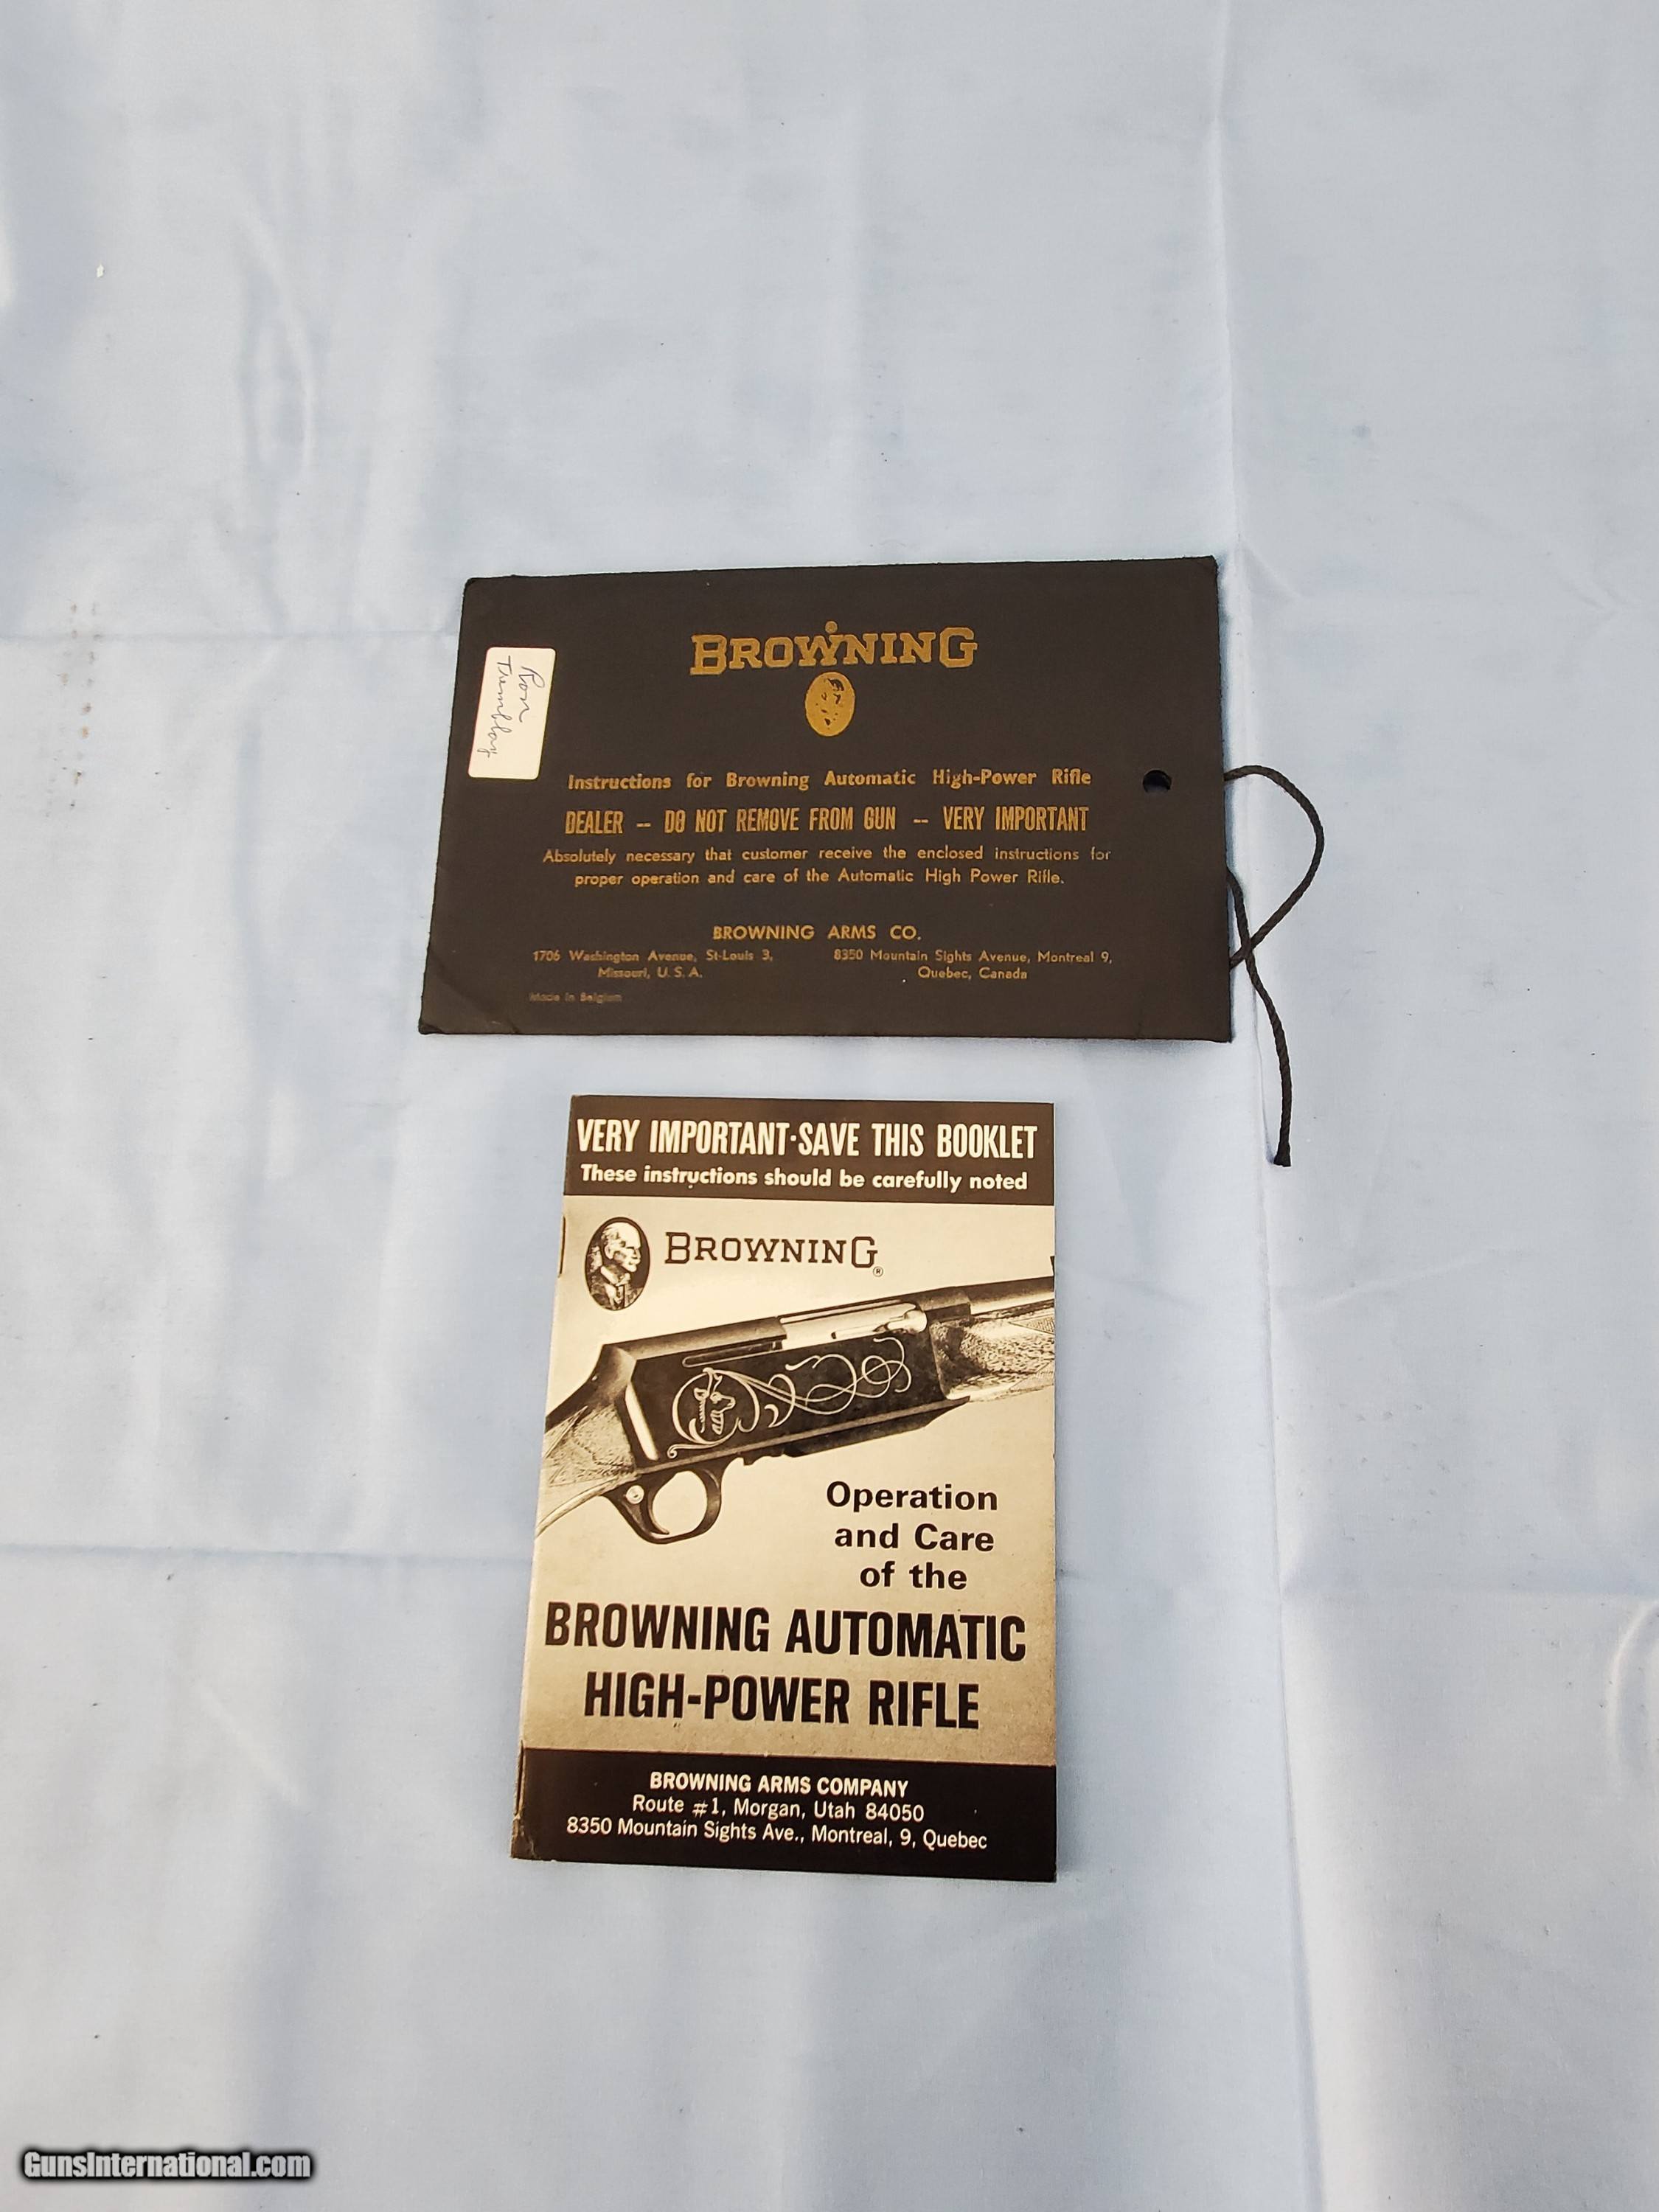 BROWNING
Ron
Tremblay
Instructions for Browning Automatic High-Power Rifle
DEALER -- DO NOT REMOVE FROM GUN -- VERY IMPORTANT
Absolutely necessary that customer receive the enclosed instructions for
proper operation and care of the Automatic High Power Rifle.
BROWNING ARMS CO.
1706 Washington Avenue, St-Louis 3,
Missouri, U. S. A.
8350 Mountain Sights Avenue, Montreal 9,
Quebec, Canada
Made in Belgium
VERY IMPORTANT·SAVE THIS BOOKLET
These instructions should be carefully noted
BROWNING®
Operation
and Care
of the
BROWNING AUTOMATIC
HIGH-POWER RIFLE
BROWNING ARMS COMPANY
Route #1, Morgan, Utah 84050
8350 Mountain Sights Ave., Montreal, 9, Quebec
GunsInternational.com